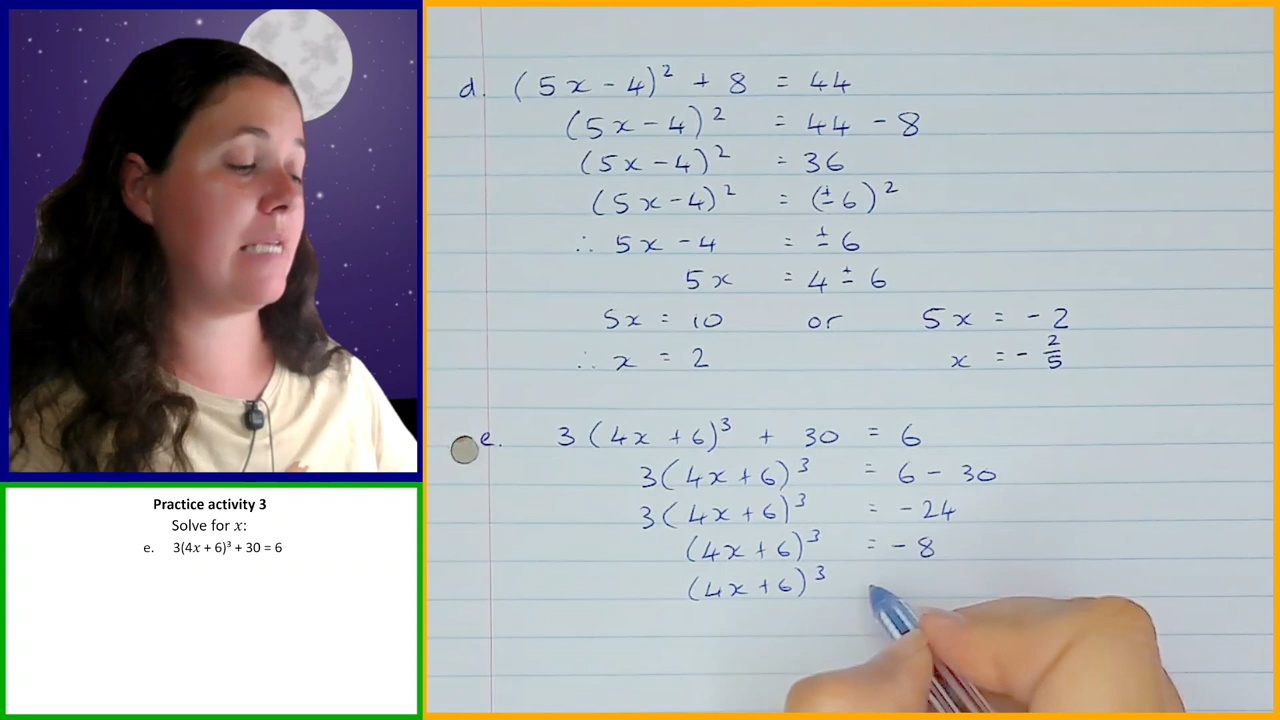 d. (5x - 4)² + 8 = 44
(5x - 4)² = 44 - 8
(5x - 4)² = 36
(5x - 4)² = (± 6)²
∴ 5x - 4 = ± 6
5x = 4 ± 6
5x = 10 or 5x = - 2
∴ x = 2 x = - 2/5
e. 3(4x + 6)³ + 30 = 6
3(4x + 6)³ = 6 - 30
3(4x + 6)³ = - 24
(4x + 6)³ = - 8
(4x + 6)³
Practice activity 3
Solve for x:
e. 3(4x + 6)³ + 30 = 6